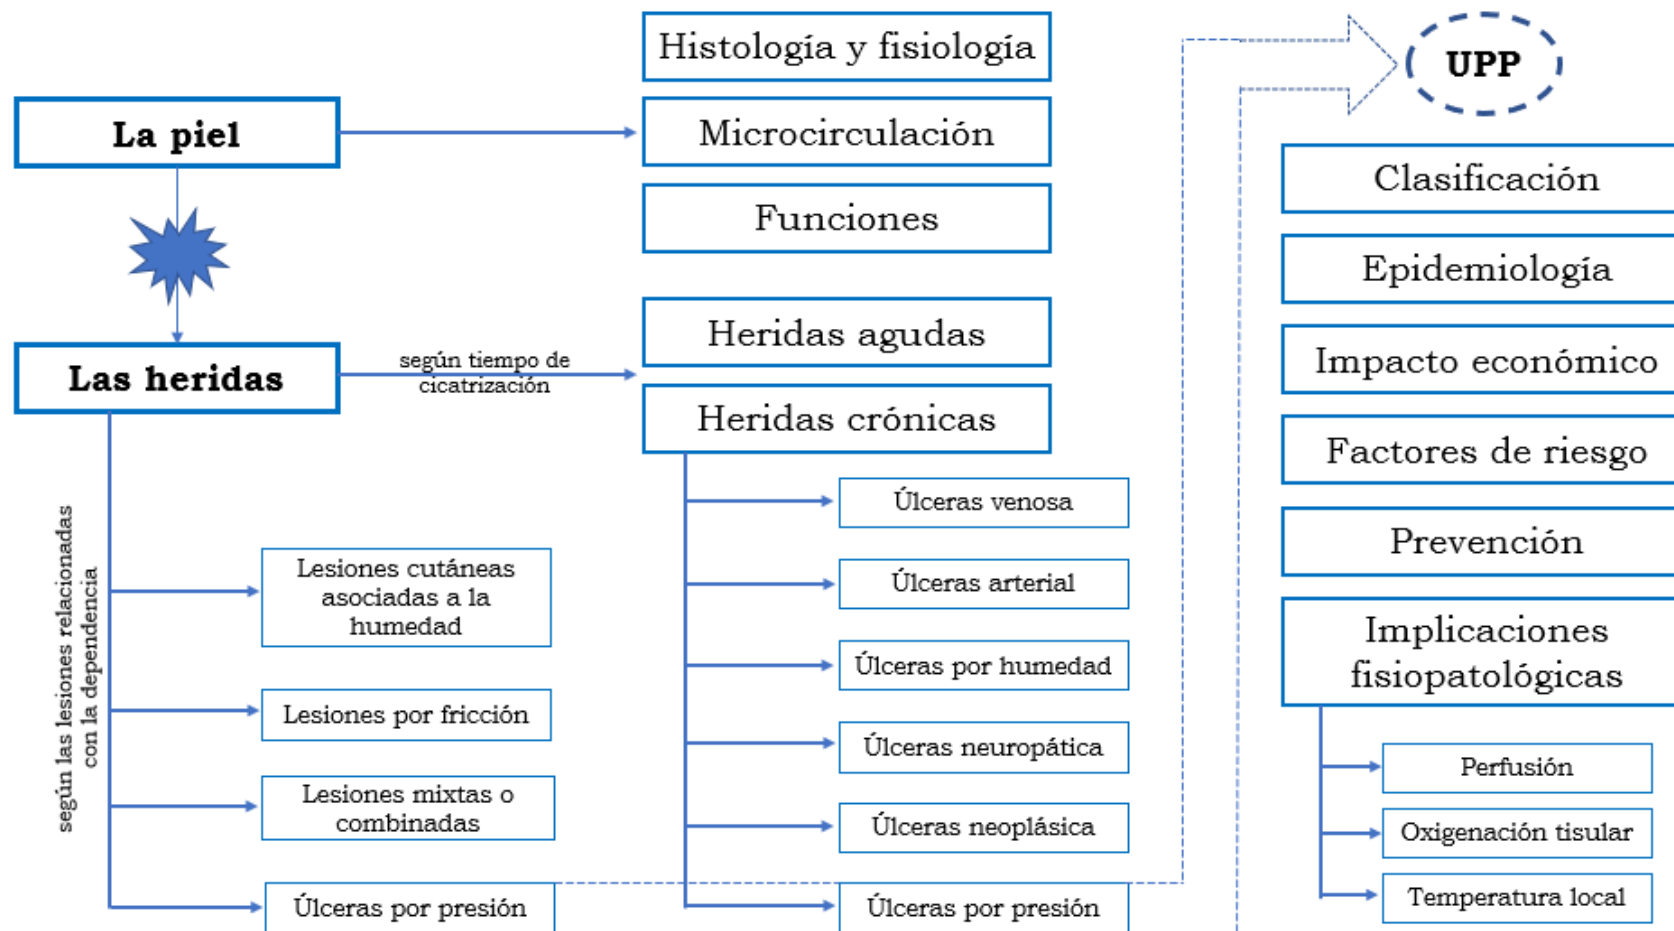 La piel
Histología y fisiología
Microcirculación
Funciones
Las heridas
según tiempo de
cicatrización
Heridas agudas
Heridas crónicas
según las lesiones relacionadas
con la dependencia
Lesiones cutáneas
asociadas a la
humedad
Lesiones por fricción
Lesiones mixtas o
combinadas
Úlceras por presión
Úlceras venosa
Úlceras arterial
Úlceras por humedad
Úlceras neuropática
Úlceras neoplásica
Úlceras por presión
UPP
Clasificación
Epidemiología
Impacto económico
Factores de riesgo
Prevención
Implicaciones
fisiopatológicas
Perfusión
Oxigenación tisular
Temperatura local